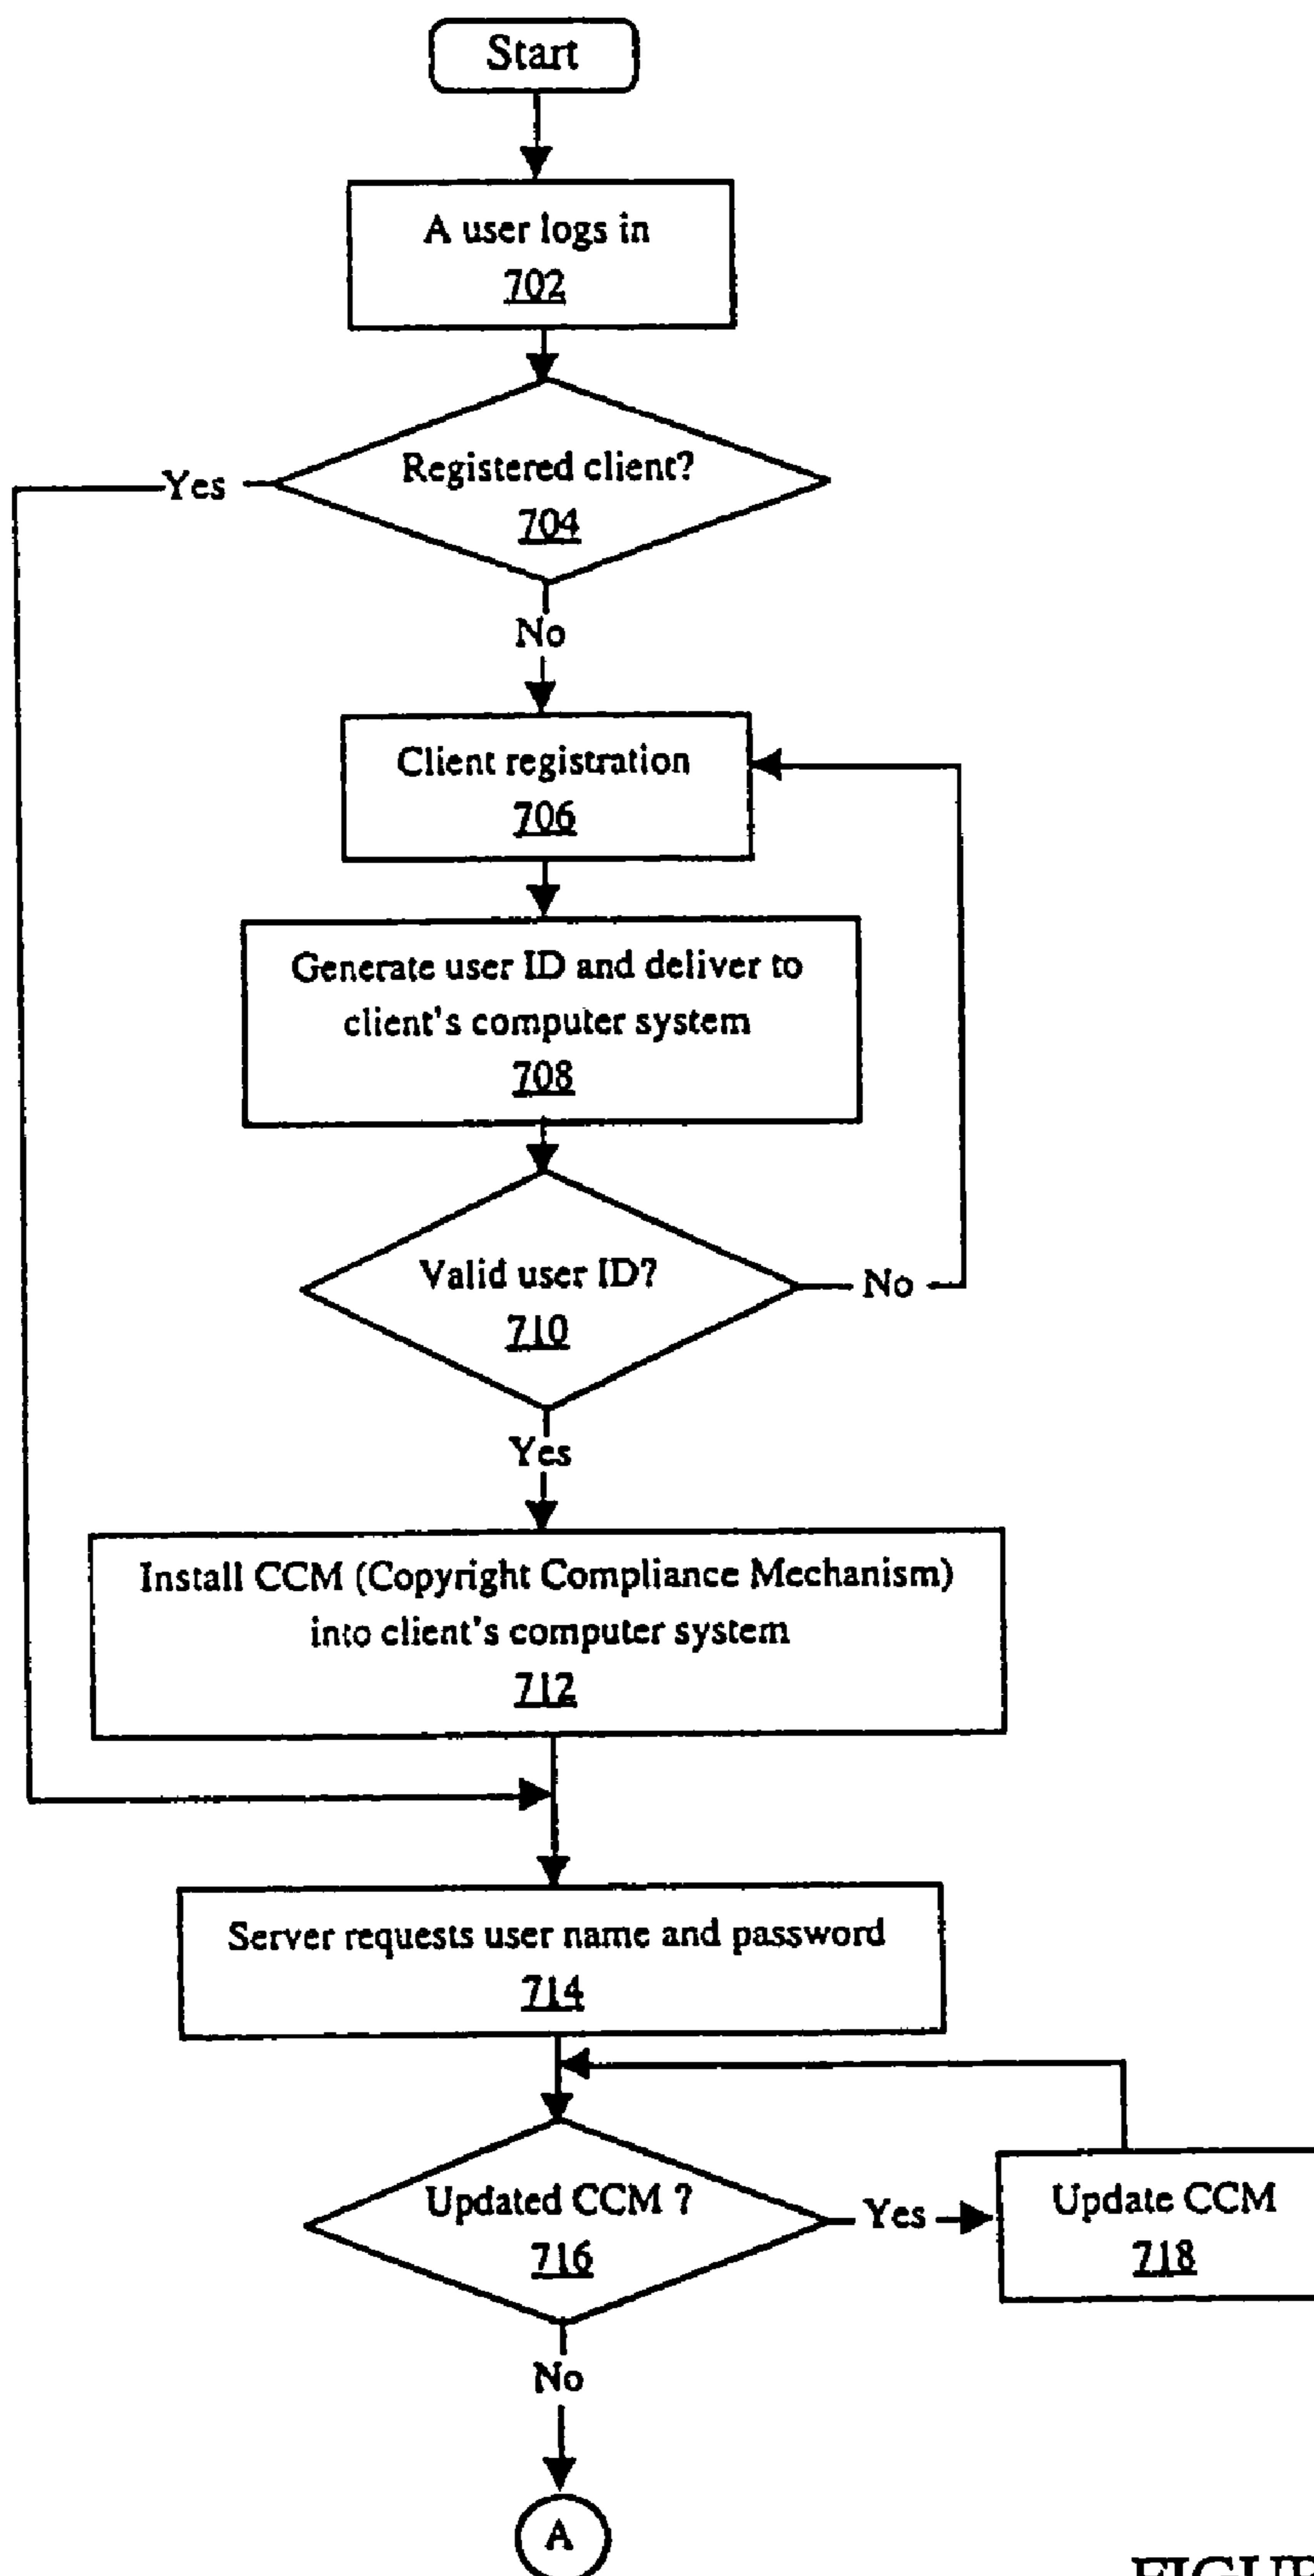 Start
A user logs in
702
Registered client?
704
Yes
No
Client registration
706
Generate user ID and deliver to
client's computer system
708
Valid user ID?
710
No
Yes
Install CCM (Copyright Compliance Mechanism)
into client's computer system
712
Server requests user name and password
714
Updated CCM ?
716
Yes
Update CCM
718
No
A